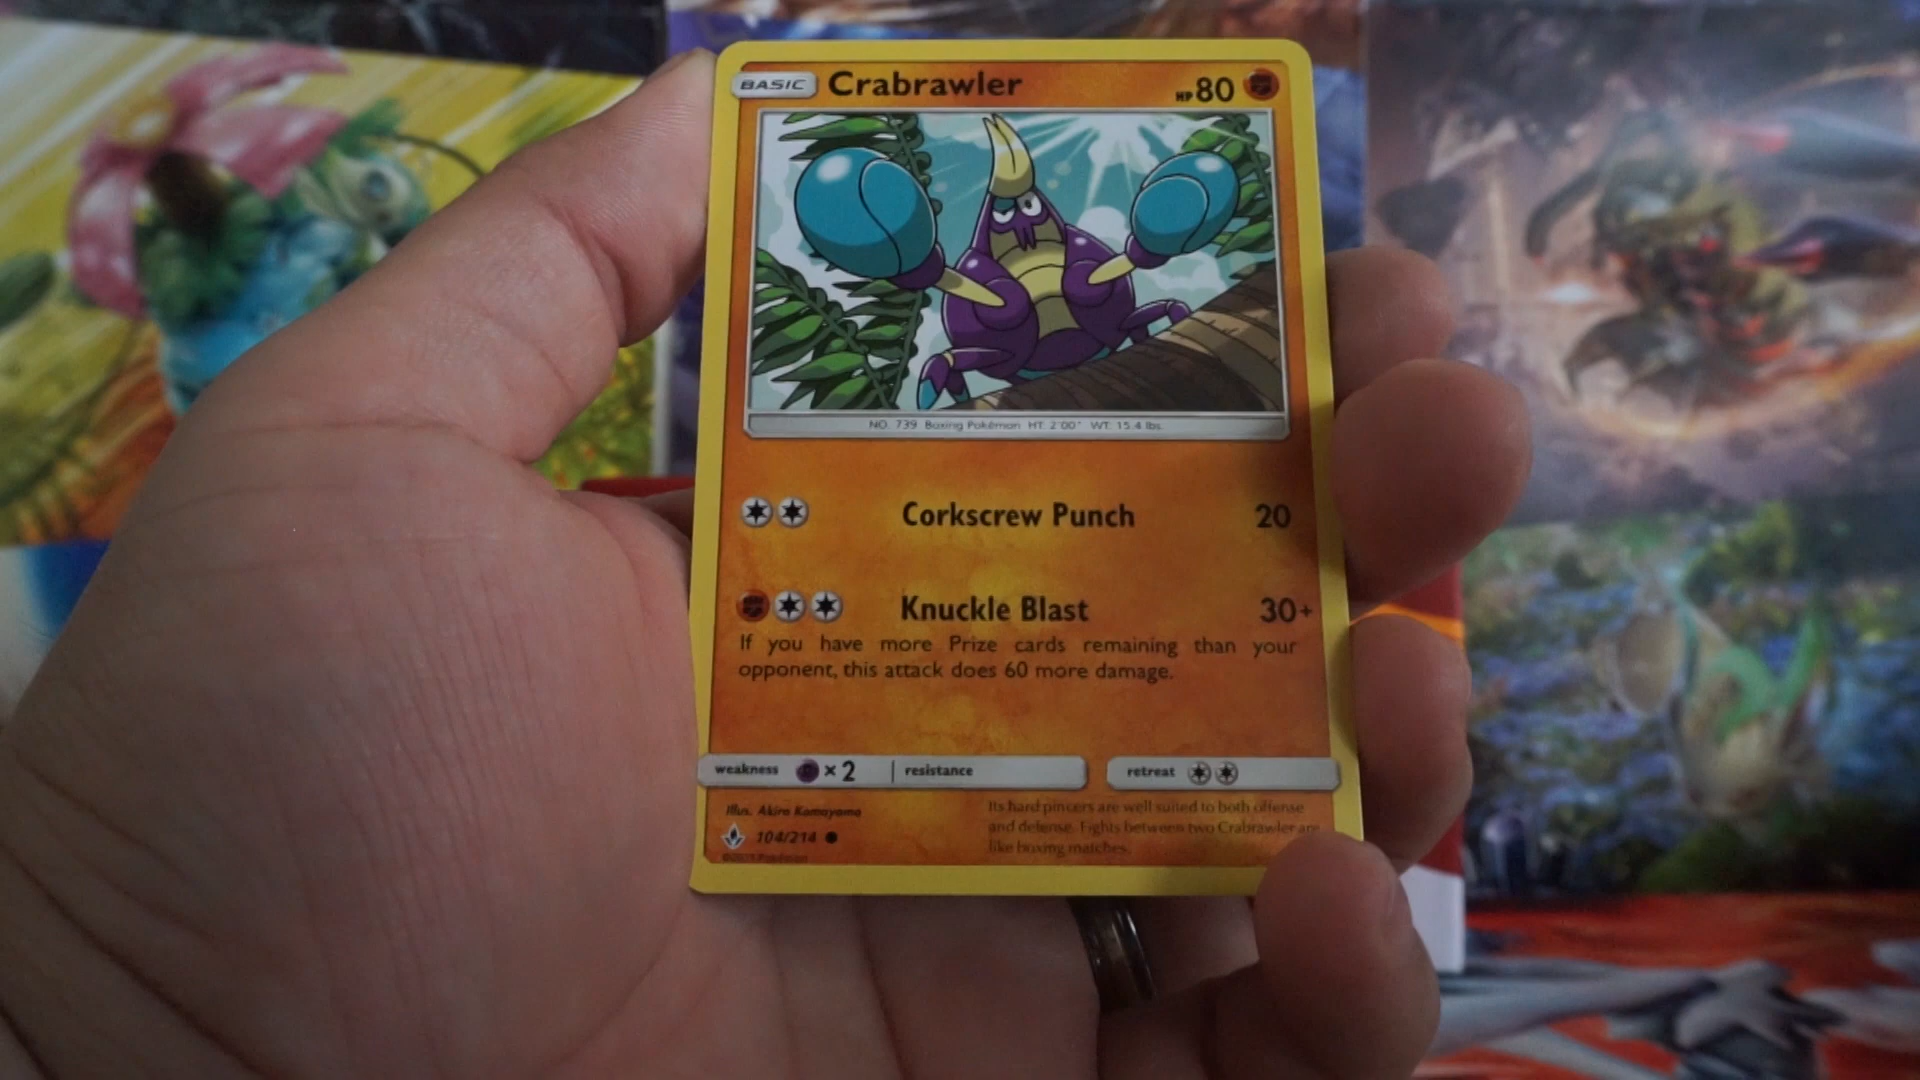 BASIC Crabrawler HP 80
NO. 739 Boxing Pokémon HT: 2'00" WT: 15.4 lbs.
Corkscrew Punch 20
Knuckle Blast 30+
If you have more Prize cards remaining than your
opponent, this attack does 60 more damage.
weakness ×2 resistance retreat
Illus. Akira Komayama
Its hard pincers are well suited to both offense
and defense. Fights between two Crabrawler are
like boxing matches.
104/214
Pokémon